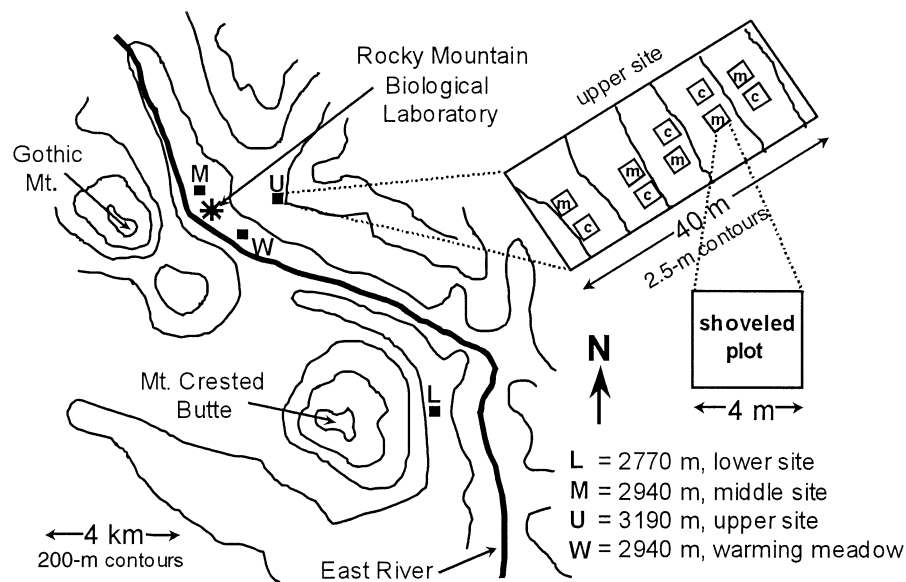 Rocky Mountain
Biological
Laboratory
upper site
m
c
c
m
c
m
m
c
m
c
40 m
2.5-m contours
Gothic
Mt.
M
U
W
shoveled
plot
4 m
N
Mt. Crested
Butte
L
L = 2770 m, lower site
M = 2940 m, middle site
U = 3190 m, upper site
W = 2940 m, warming meadow
4 km
200-m contours
East River